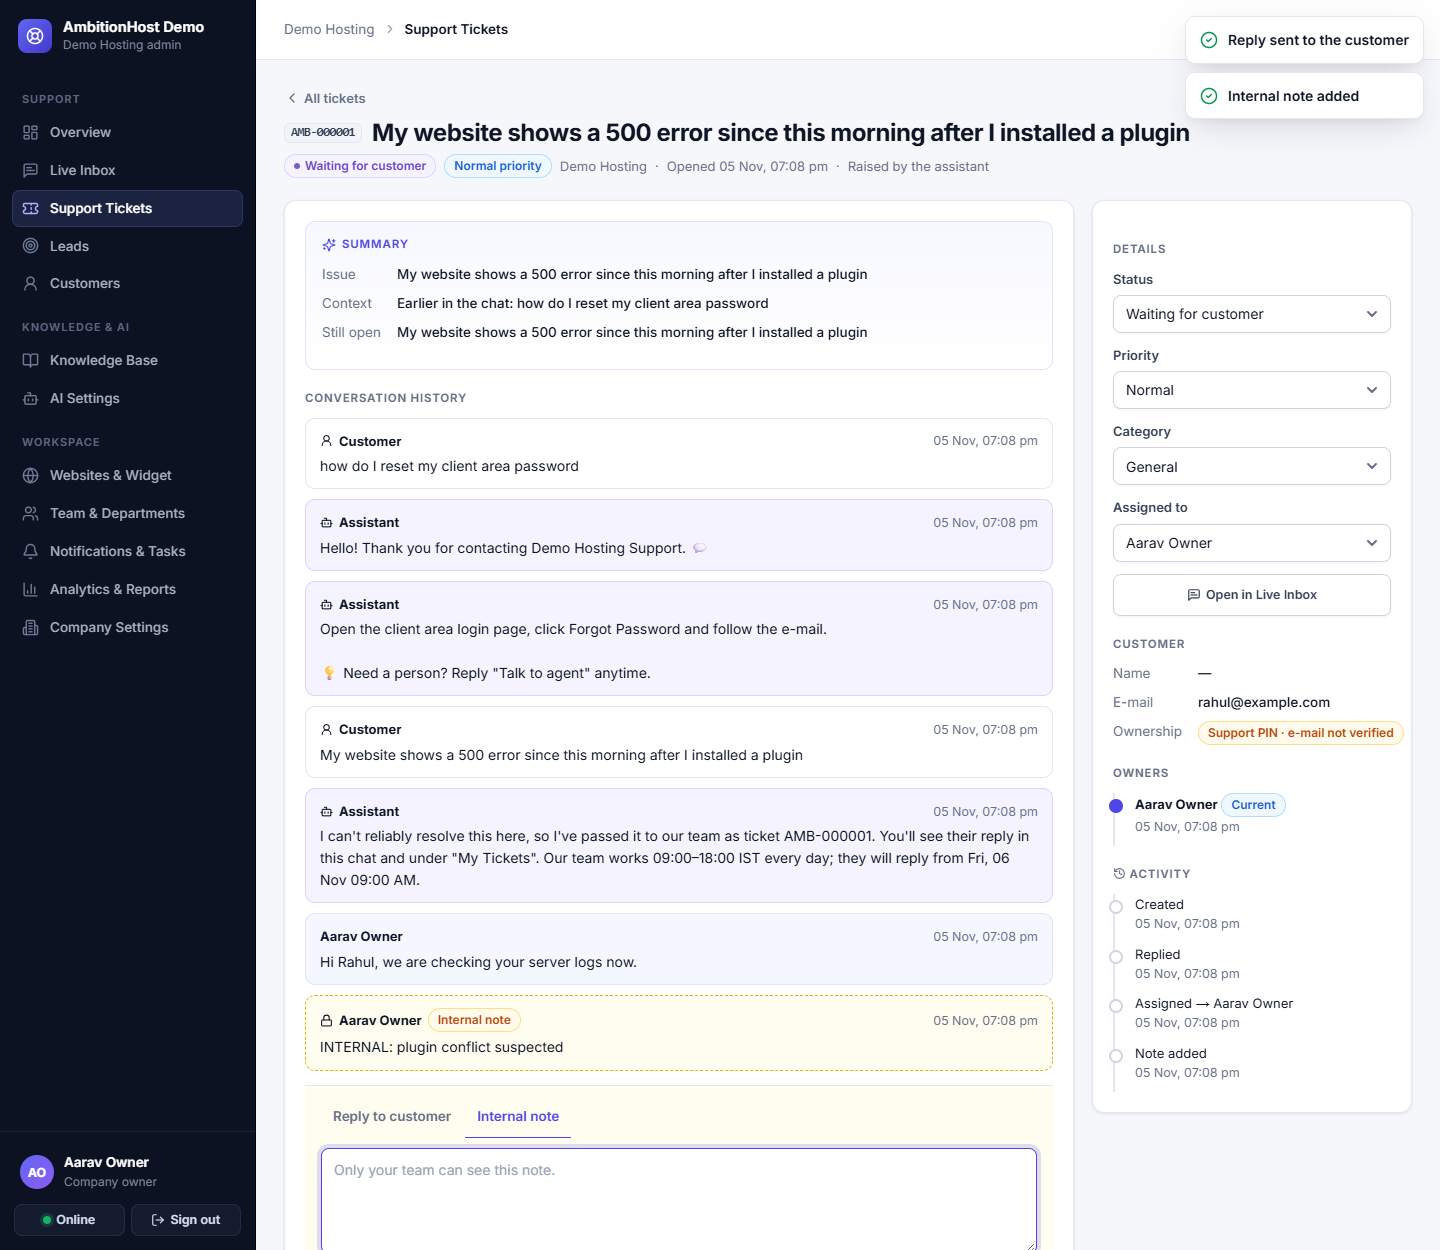 AmbitionHost Demo
Demo Hosting admin
SUPPORT
Overview
Live Inbox
Support Tickets
Leads
Customers
KNOWLEDGE & AI
Knowledge Base
AI Settings
WORKSPACE
Websites & Widget
Team & Departments
Notifications & Tasks
Analytics & Reports
Company Settings
AO
Aarav Owner
Company owner
Online
Sign out
Demo Hosting > Support Tickets
Reply sent to the customer
Internal note added
All tickets
AMB-000001 My website shows a 500 error since this morning after I installed a plugin
Waiting for customer Normal priority Demo Hosting · Opened 05 Nov, 07:08 pm · Raised by the assistant
SUMMARY
Issue My website shows a 500 error since this morning after I installed a plugin
Context Earlier in the chat: how do I reset my client area password
Still open My website shows a 500 error since this morning after I installed a plugin
CONVERSATION HISTORY
Customer 05 Nov, 07:08 pm
how do I reset my client area password
Assistant 05 Nov, 07:08 pm
Hello! Thank you for contacting Demo Hosting Support. 💬
Assistant 05 Nov, 07:08 pm
Open the client area login page, click Forgot Password and follow the e-mail.
💡 Need a person? Reply "Talk to agent" anytime.
Customer 05 Nov, 07:08 pm
My website shows a 500 error since this morning after I installed a plugin
Assistant 05 Nov, 07:08 pm
I can't reliably resolve this here, so I've passed it to our team as ticket AMB-000001. You'll see their reply in
this chat and under "My Tickets". Our team works 09:00–18:00 IST every day; they will reply from Fri, 06
Nov 09:00 AM.
Aarav Owner 05 Nov, 07:08 pm
Hi Rahul, we are checking your server logs now.
Aarav Owner Internal note 05 Nov, 07:08 pm
INTERNAL: plugin conflict suspected
Reply to customer Internal note
Only your team can see this note.
DETAILS
Status
Waiting for customer
Priority
Normal
Category
General
Assigned to
Aarav Owner
Open in Live Inbox
CUSTOMER
Name —
E-mail rahul@example.com
Ownership Support PIN · e-mail not verified
OWNERS
Aarav Owner Current
05 Nov, 07:08 pm
ACTIVITY
Created
05 Nov, 07:08 pm
Replied
05 Nov, 07:08 pm
Assigned → Aarav Owner
05 Nov, 07:08 pm
Note added
05 Nov, 07:08 pm